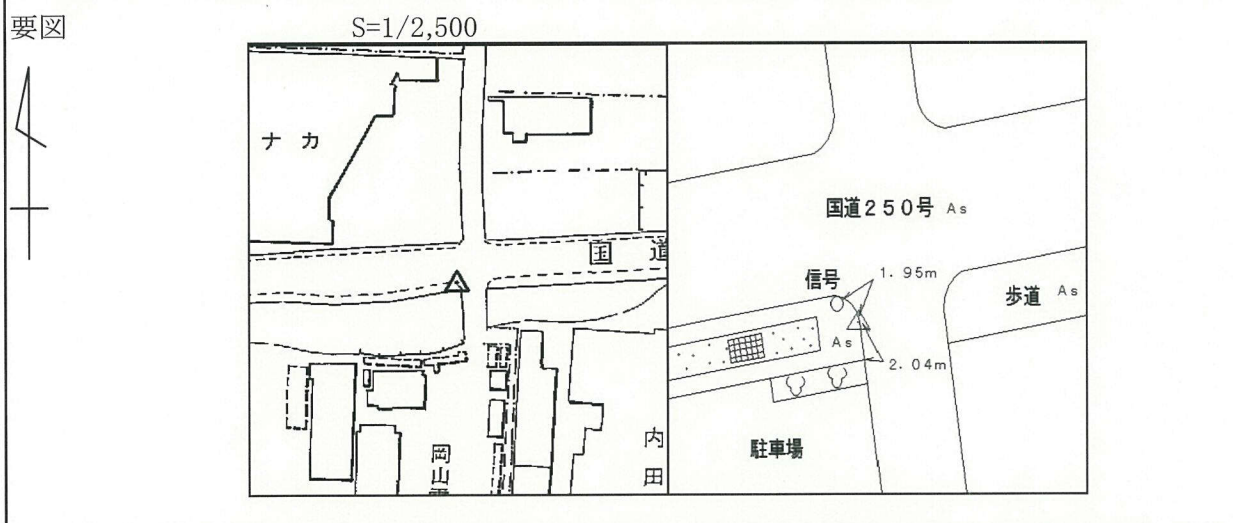 要図
S=1/2,500
ナカ
国道
岡山
内田
国道250号 As
信号
1.95m
歩道 As
As
2.04m
駐車場